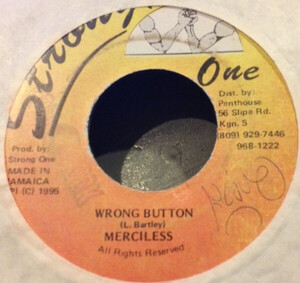 Strong
One
Dist. by:
Penthouse
56 Slipe Rd.
Kgn. 5
(809) 929-7446
968-1222
Prod. by:
Strong One
MADE IN
JAMAICA
(P) (C) 1995
WRONG BUTTON
(L. Bartley)
MERCILESS
All Rights Reserved